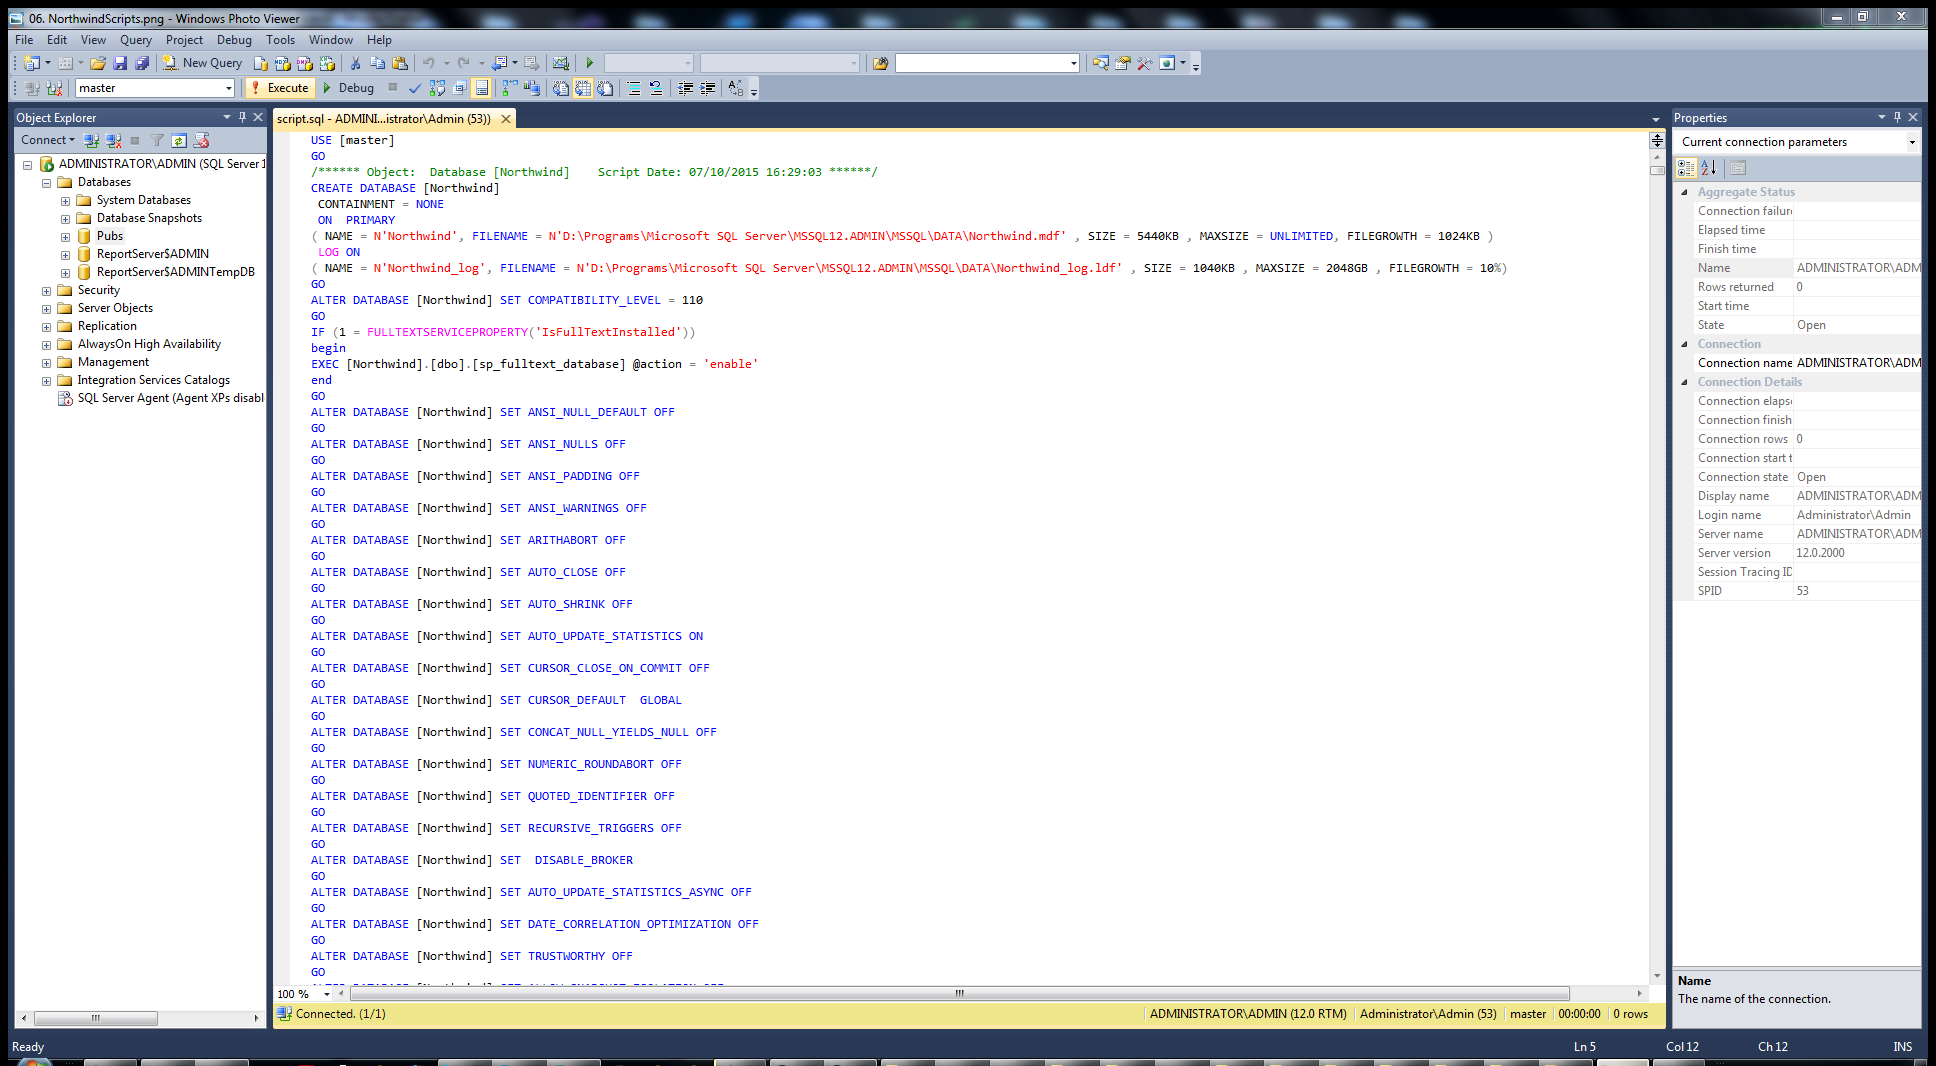 06. NorthwindScripts.png - Windows Photo Viewer
File Edit View Query Project Debug Tools Window Help
New Query
master Execute Debug
Object Explorer
Connect
ADMINISTRATOR\ADMIN (SQL Server 1
Databases
System Databases
Database Snapshots
Pubs
ReportServer$ADMIN
ReportServer$ADMINTempDB
Security
Server Objects
Replication
AlwaysOn High Availability
Management
Integration Services Catalogs
SQL Server Agent (Agent XPs disabl
script.sql - ADMINI...istrator\Admin (53))
USE [master]
GO
/****** Object:  Database [Northwind]    Script Date: 07/10/2015 16:29:03 ******/
CREATE DATABASE [Northwind]
CONTAINMENT = NONE
ON  PRIMARY
( NAME = N'Northwind', FILENAME = N'D:\Programs\Microsoft SQL Server\MSSQL12.ADMIN\MSSQL\DATA\Northwind.mdf' , SIZE = 5440KB , MAXSIZE = UNLIMITED, FILEGROWTH = 1024KB )
LOG ON
( NAME = N'Northwind_log', FILENAME = N'D:\Programs\Microsoft SQL Server\MSSQL12.ADMIN\MSSQL\DATA\Northwind_log.ldf' , SIZE = 1040KB , MAXSIZE = 2048GB , FILEGROWTH = 10%)
GO
ALTER DATABASE [Northwind] SET COMPATIBILITY_LEVEL = 110
GO
IF (1 = FULLTEXTSERVICEPROPERTY('IsFullTextInstalled'))
begin
EXEC [Northwind].[dbo].[sp_fulltext_database] @action = 'enable'
end
GO
ALTER DATABASE [Northwind] SET ANSI_NULL_DEFAULT OFF
GO
ALTER DATABASE [Northwind] SET ANSI_NULLS OFF
GO
ALTER DATABASE [Northwind] SET ANSI_PADDING OFF
GO
ALTER DATABASE [Northwind] SET ANSI_WARNINGS OFF
GO
ALTER DATABASE [Northwind] SET ARITHABORT OFF
GO
ALTER DATABASE [Northwind] SET AUTO_CLOSE OFF
GO
ALTER DATABASE [Northwind] SET AUTO_SHRINK OFF
GO
ALTER DATABASE [Northwind] SET AUTO_UPDATE_STATISTICS ON
GO
ALTER DATABASE [Northwind] SET CURSOR_CLOSE_ON_COMMIT OFF
GO
ALTER DATABASE [Northwind] SET CURSOR_DEFAULT  GLOBAL
GO
ALTER DATABASE [Northwind] SET CONCAT_NULL_YIELDS_NULL OFF
GO
ALTER DATABASE [Northwind] SET NUMERIC_ROUNDABORT OFF
GO
ALTER DATABASE [Northwind] SET QUOTED_IDENTIFIER OFF
GO
ALTER DATABASE [Northwind] SET RECURSIVE_TRIGGERS OFF
GO
ALTER DATABASE [Northwind] SET  DISABLE_BROKER
GO
ALTER DATABASE [Northwind] SET AUTO_UPDATE_STATISTICS_ASYNC OFF
GO
ALTER DATABASE [Northwind] SET DATE_CORRELATION_OPTIMIZATION OFF
GO
ALTER DATABASE [Northwind] SET TRUSTWORTHY OFF
GO
100 %
Connected. (1/1) ADMINISTRATOR\ADMIN (12.0 RTM) Administrator\Admin (53) master 00:00:00 0 rows
Properties
Current connection parameters
Aggregate Status
Connection failur
Elapsed time
Finish time
Name ADMINISTRATOR\ADM
Rows returned 0
Start time
State Open
Connection
Connection name ADMINISTRATOR\ADM
Connection Details
Connection elaps
Connection finish
Connection rows 0
Connection start t
Connection state Open
Display name ADMINISTRATOR\ADM
Login name Administrator\Admin
Server name ADMINISTRATOR\ADM
Server version 12.0.2000
Session Tracing ID
SPID 53
Name
The name of the connection.
Ready Ln 5 Col 12 Ch 12 INS